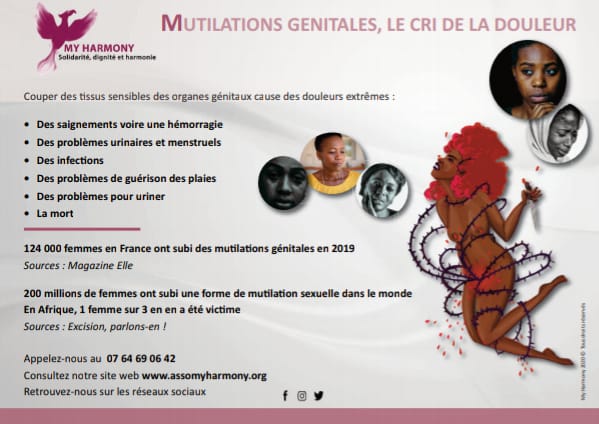 MY HARMONY
Solidarité, dignité et harmonie
MUTILATIONS GENITALES, LE CRI DE LA DOULEUR
Couper des tissus sensibles des organes génitaux cause des douleurs extrêmes :
• Des saignements voire une hémorragie
• Des problèmes urinaires et menstruels
• Des infections
• Des problèmes de guérison des plaies
• Des problèmes pour uriner
• La mort
124 000 femmes en France ont subi des mutilations génitales en 2019
Sources : Magazine Elle
200 millions de femmes ont subi une forme de mutilation sexuelle dans le monde
En Afrique, 1 femme sur 3 en en a été victime
Sources : Excision, parlons-en !
Appelez-nous au 07 64 69 06 42
Consultez notre site web www.assomyharmony.org
Retrouvez-nous sur les réseaux sociaux
My Harmony 2020 © Tous droits réservés